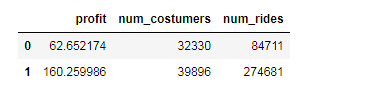 profit num_costumers num_rides
0 62.652174 32330 84711
1 160.259986 39896 274681